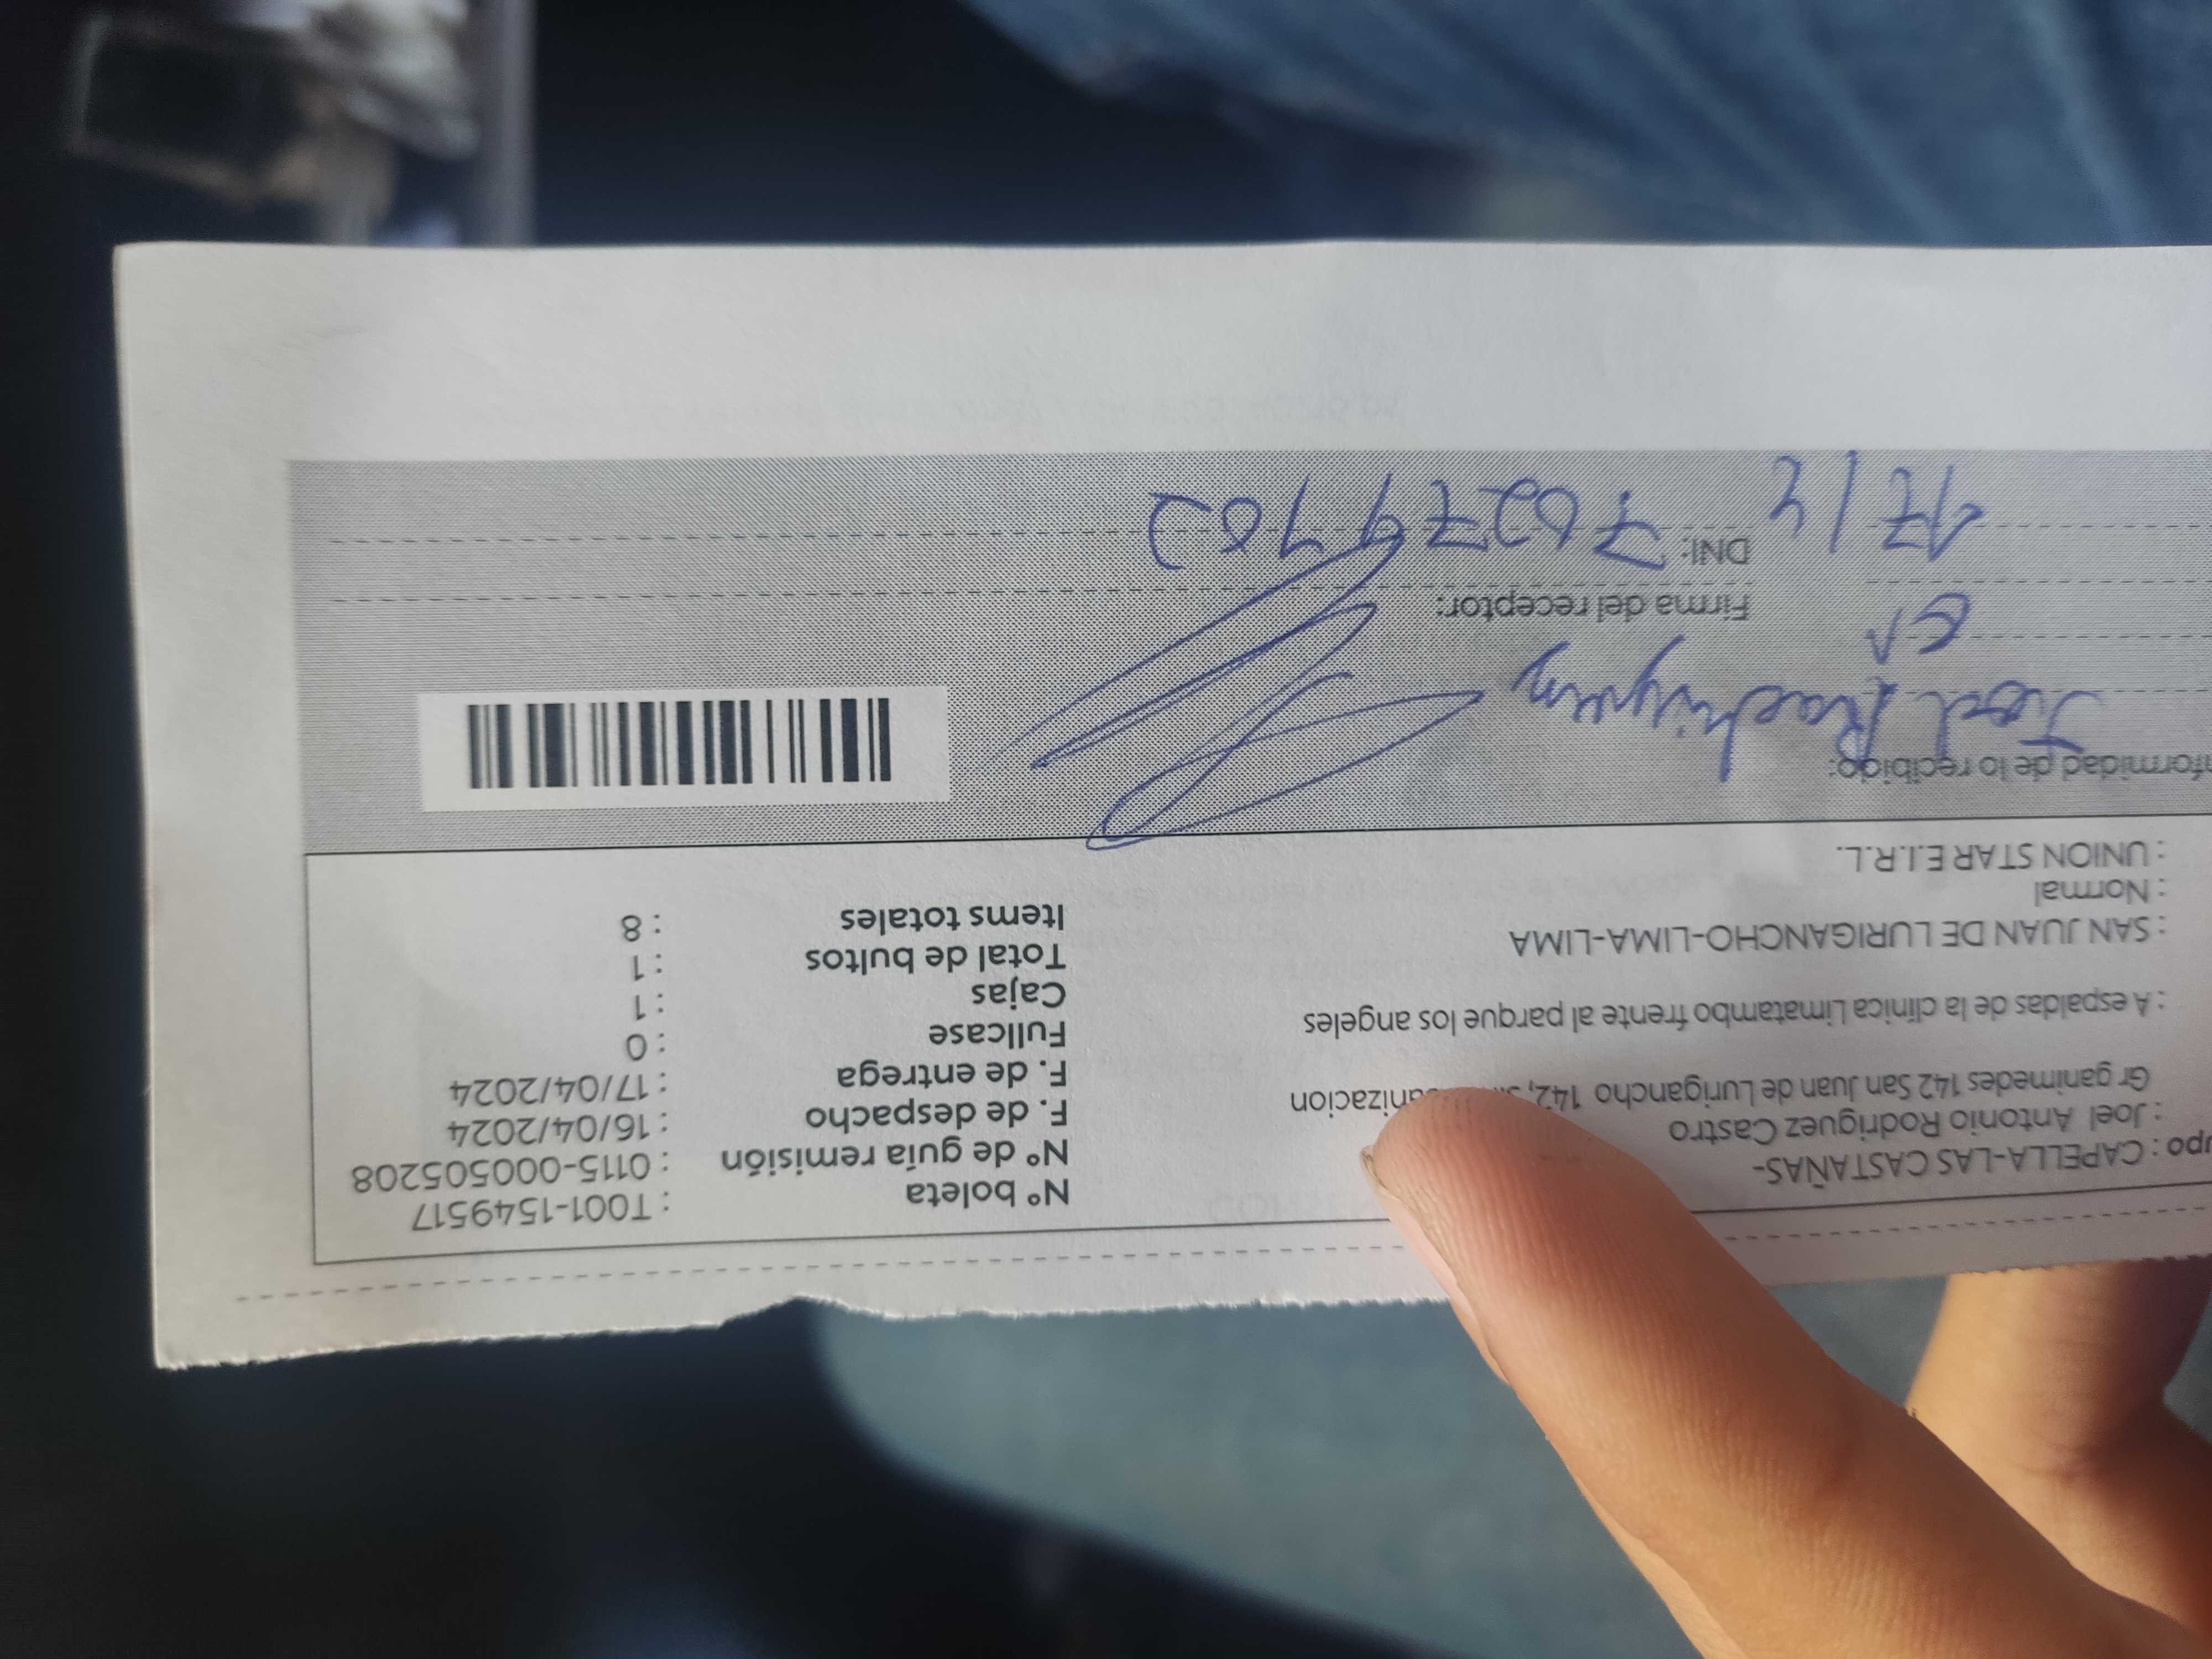 : CAPELLA-LAS CASTAÑAS-
: Joel Antonio Rodriguez Castro
Gr ganimedes 142 San Juan de Lurigancho 142,
: A espaldas de la clínica Limatambo frente al parque los angeles
: SAN JUAN DE LURIGANCHO-LIMA-LIMA
: Normal
: UNION STAR E.I.R.L.
N° boleta : T001-1549517
N° de guía remisión : 0115-000505208
F. de despacho : 16/04/2024
F. de entrega : 17/04/2024
Fullcase : 0
Cajas : 1
Total de bultos : 1
Items totales : 8
de lo recibido:
Joel Rodriguez
Firma del receptor:
17/4
DNI: